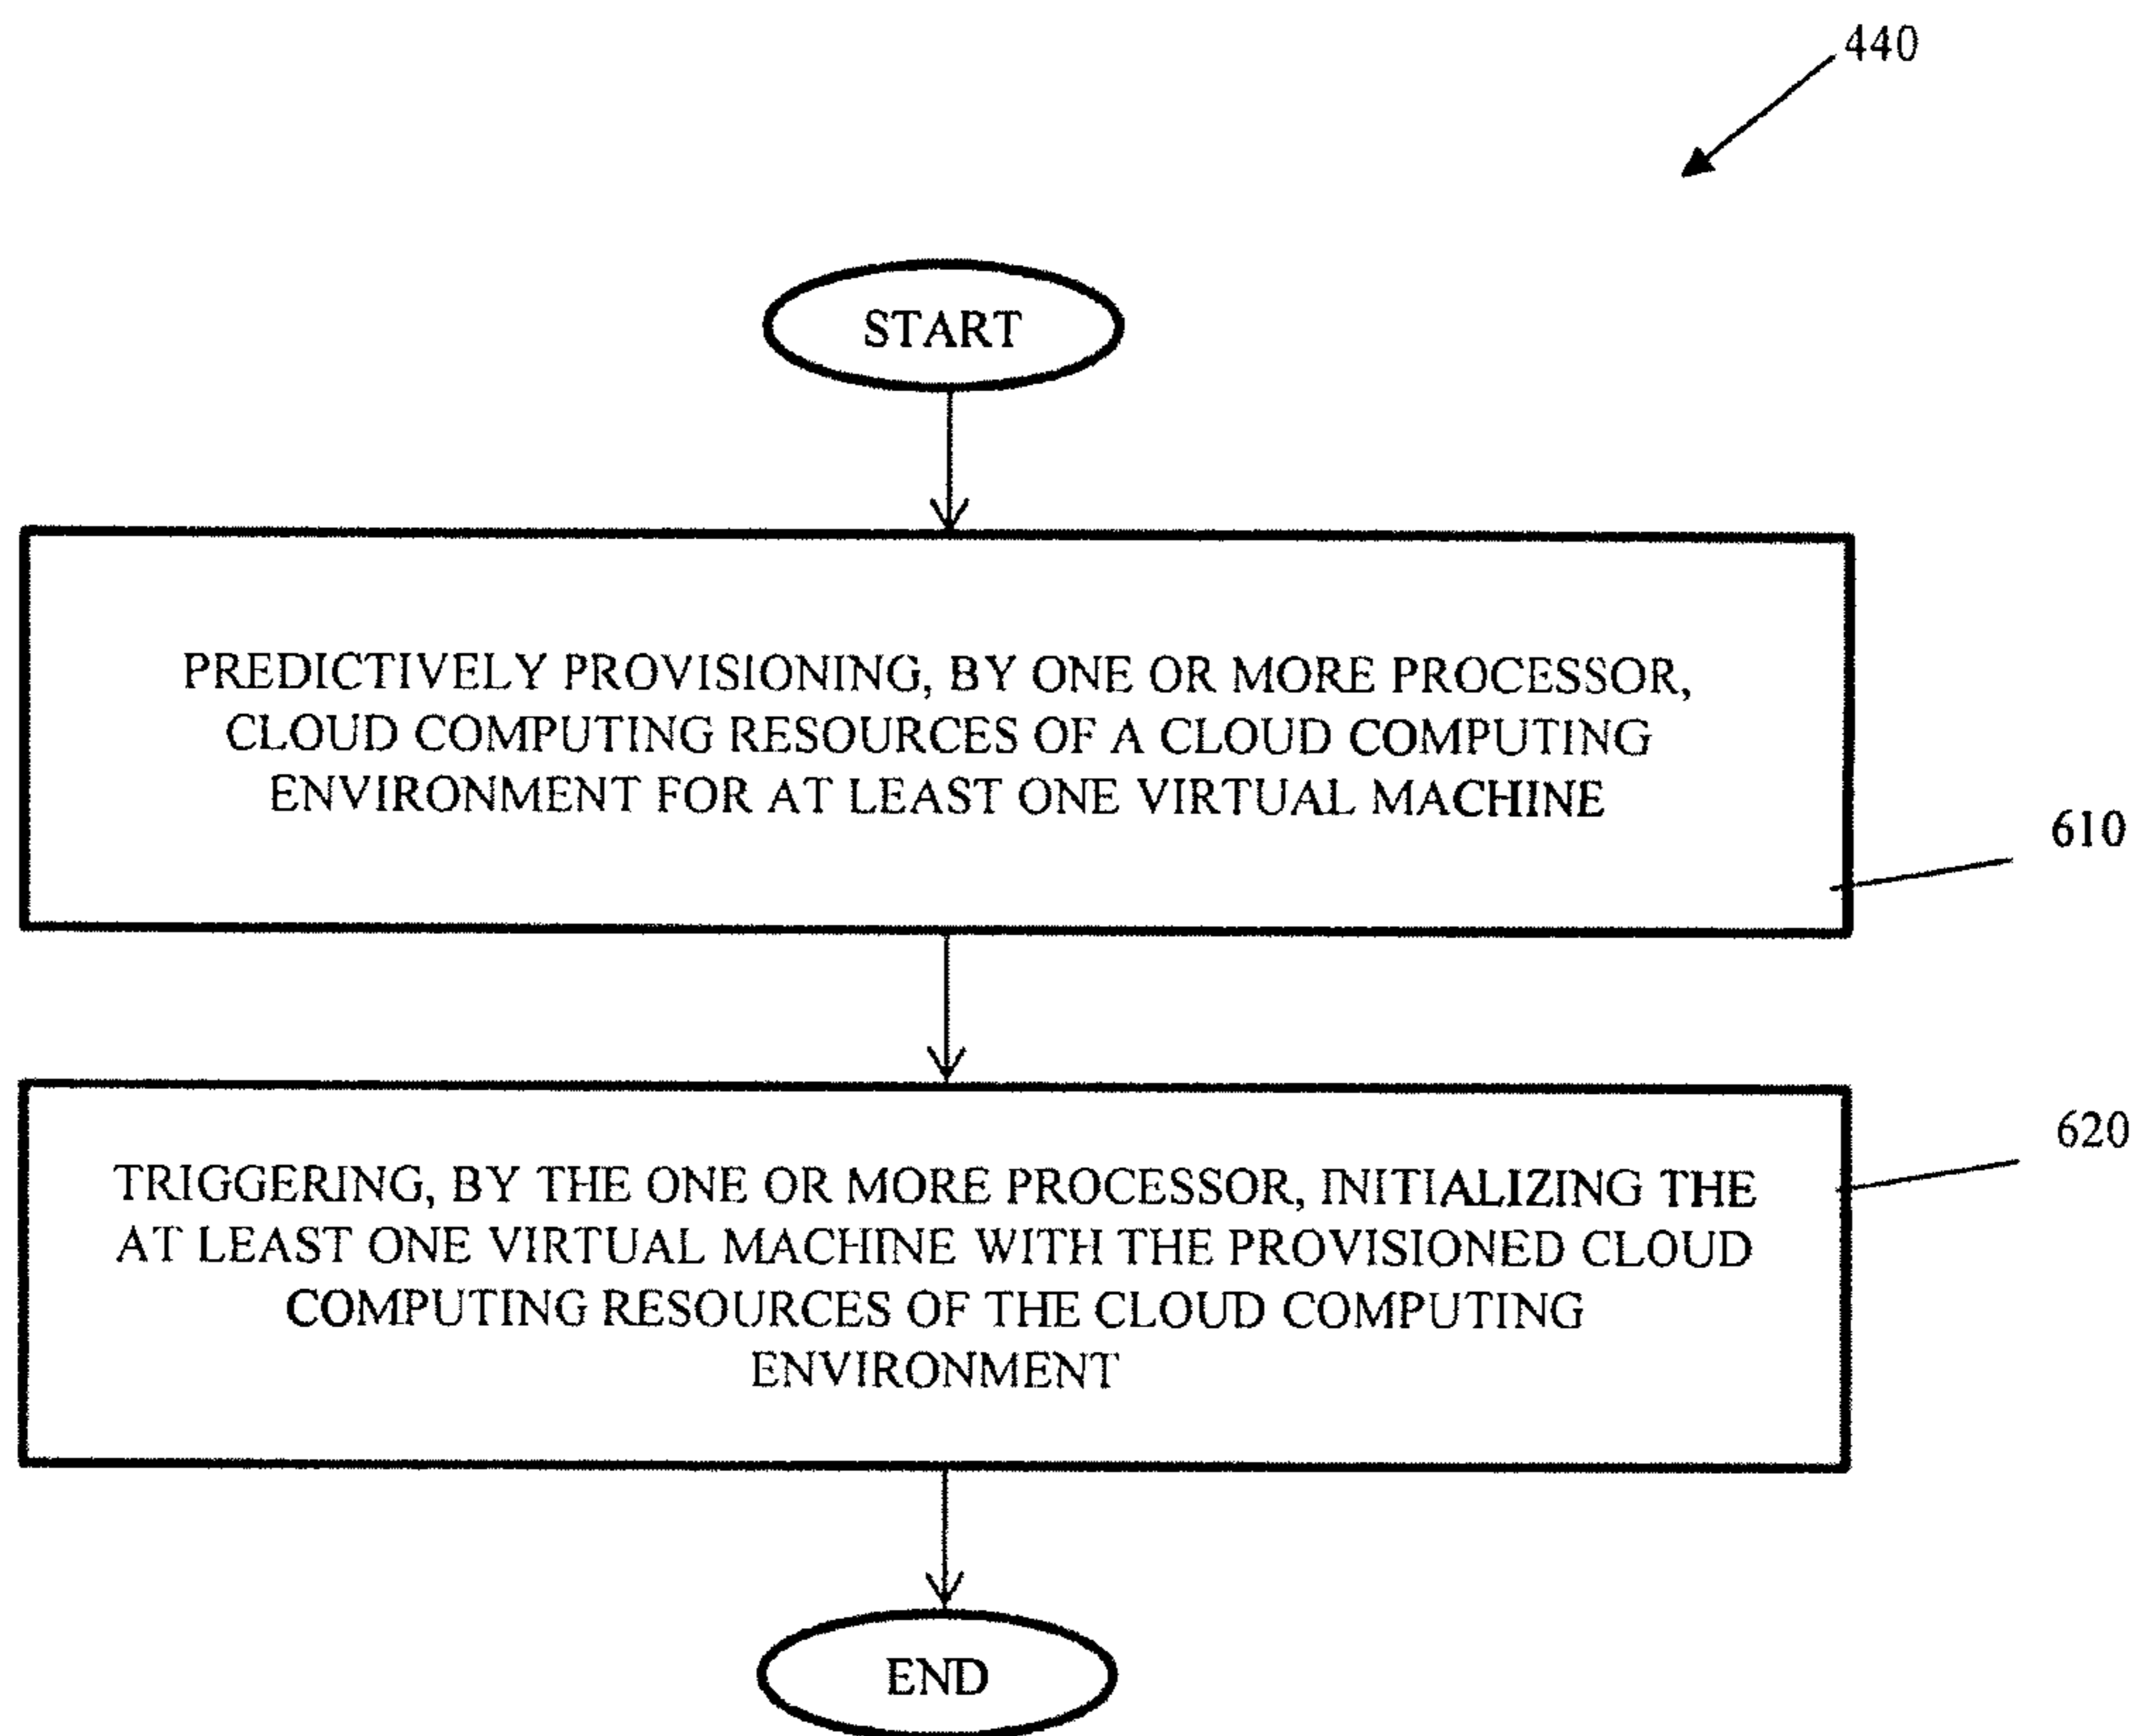 440
START
PREDICTIVELY PROVISIONING, BY ONE OR MORE PROCESSOR,
CLOUD COMPUTING RESOURCES OF A CLOUD COMPUTING
ENVIRONMENT FOR AT LEAST ONE VIRTUAL MACHINE
610
620
TRIGGERING, BY THE ONE OR MORE PROCESSOR, INITIALIZING THE
AT LEAST ONE VIRTUAL MACHINE WITH THE PROVISIONED CLOUD
COMPUTING RESOURCES OF THE CLOUD COMPUTING
ENVIRONMENT
END